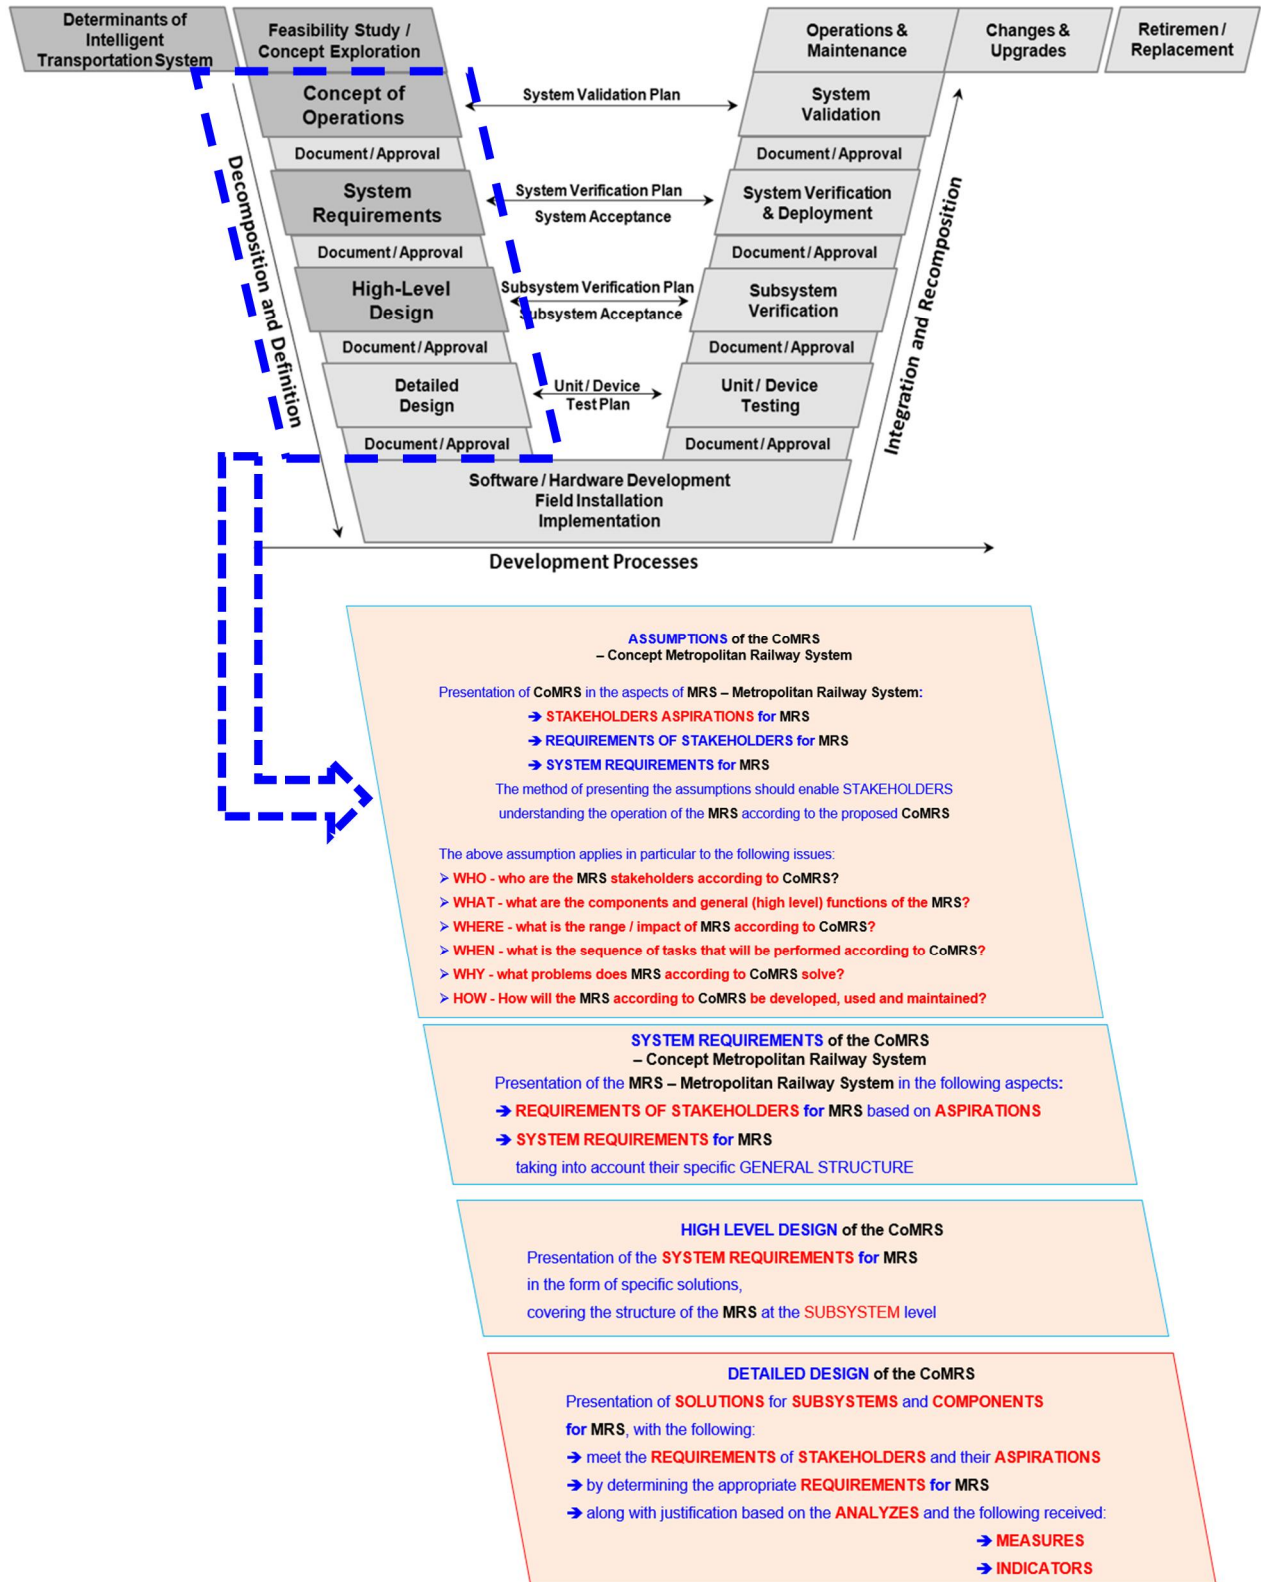 Determinants of
Intelligent
Transportation System
Feasibility Study /
Concept Exploration
Operations &
Maintenance
Changes &
Upgrades
Retiremen /
Replacement
Concept of
Operations
System Validation Plan
System
Validation
Document / Approval
Document / Approval
System
Requirements
System Verification Plan
System Acceptance
System Verification
& Deployment
Document / Approval
Document / Approval
High-Level
Design
Subsystem Verification Plan
Subsystem Acceptance
Subsystem
Verification
Document / Approval
Document / Approval
Detailed
Design
Unit / Device
Test Plan
Unit / Device
Testing
Document / Approval
Document / Approval
Decomposition and Definition
Integration and Recomposition
Software / Hardware Development
Field Installation
Implementation
Development Processes
ASSUMPTIONS of the CoMRS
– Concept Metropolitan Railway System
Presentation of CoMRS in the aspects of MRS – Metropolitan Railway System:
➔ STAKEHOLDERS ASPIRATIONS for MRS
➔ REQUIREMENTS OF STAKEHOLDERS for MRS
➔ SYSTEM REQUIREMENTS for MRS
The method of presenting the assumptions should enable STAKEHOLDERS
understanding the operation of the MRS according to the proposed CoMRS
The above assumption applies in particular to the following issues:
➢ WHO - who are the MRS stakeholders according to CoMRS?
➢ WHAT - what are the components and general (high level) functions of the MRS?
➢ WHERE - what is the range / impact of MRS according to CoMRS?
➢ WHEN - what is the sequence of tasks that will be performed according to CoMRS?
➢ WHY - what problems does MRS according to CoMRS solve?
➢ HOW - How will the MRS according to CoMRS be developed, used and maintained?
SYSTEM REQUIREMENTS of the CoMRS
– Concept Metropolitan Railway System
Presentation of the MRS – Metropolitan Railway System in the following aspects:
➔ REQUIREMENTS OF STAKEHOLDERS for MRS based on ASPIRATIONS
➔ SYSTEM REQUIREMENTS for MRS
taking into account their specific GENERAL STRUCTURE
HIGH LEVEL DESIGN of the CoMRS
Presentation of the SYSTEM REQUIREMENTS for MRS
in the form of specific solutions,
covering the structure of the MRS at the SUBSYSTEM level
DETAILED DESIGN of the CoMRS
Presentation of SOLUTIONS for SUBSYSTEMS and COMPONENTS
for MRS, with the following:
➔ meet the REQUIREMENTS of STAKEHOLDERS and their ASPIRATIONS
➔ by determining the appropriate REQUIREMENTS for MRS
➔ along with justification based on the ANALYZES and the following received:
➔ MEASURES
➔ INDICATORS